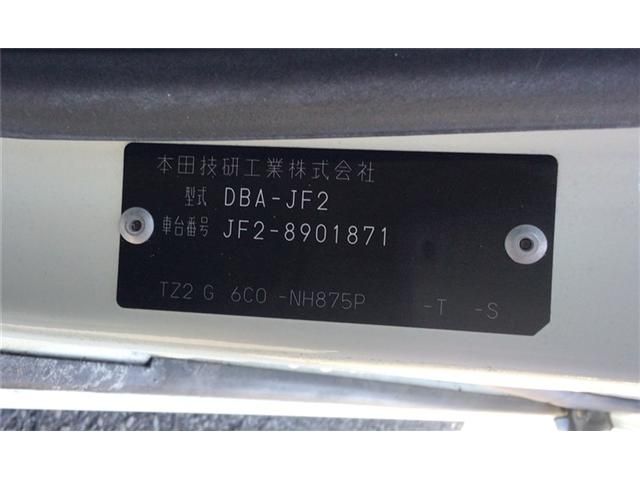 本田技研工業株式会社
型式 DBA-JF2
車台番号 JF2-8901871
TZ2 G 6C0 -NH875P -T -S